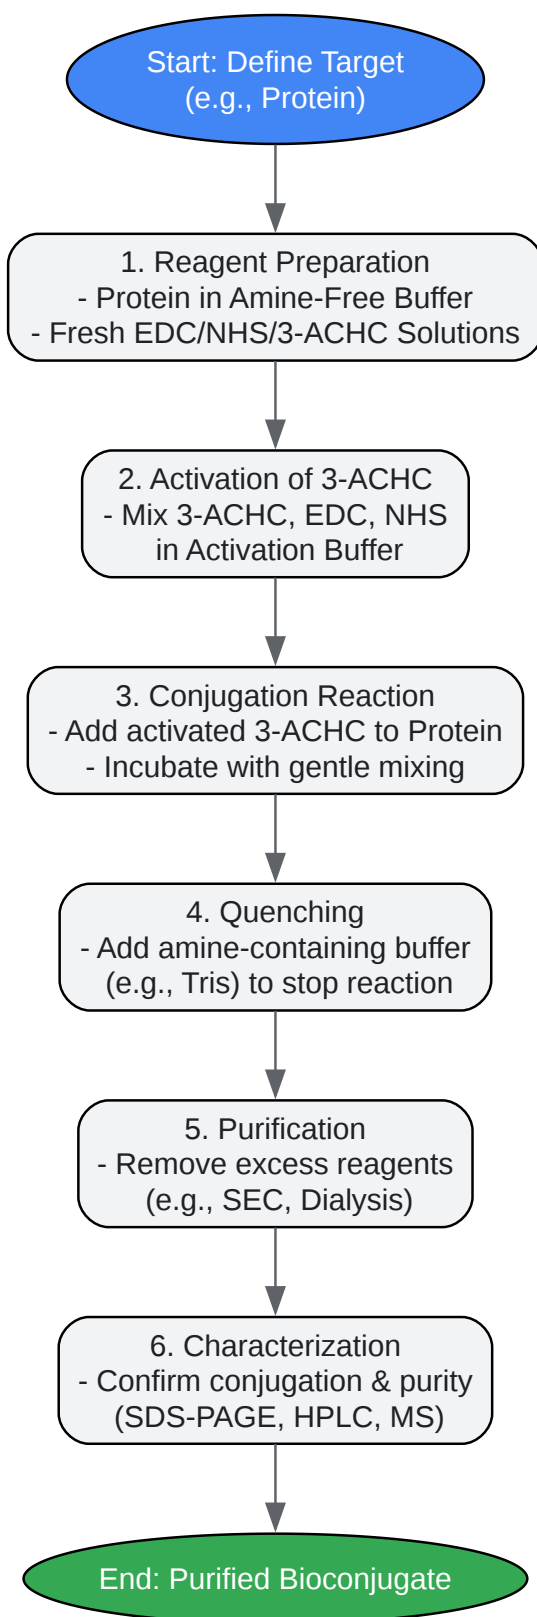 Start: Define Target
(e.g., Protein)
1. Reagent Preparation
- Protein in Amine-Free Buffer
- Fresh EDC/NHS/3-ACHC Solutions
2. Activation of 3-ACHC
- Mix 3-ACHC, EDC, NHS
in Activation Buffer
3. Conjugation Reaction
- Add activated 3-ACHC to Protein
- Incubate with gentle mixing
4. Quenching
- Add amine-containing buffer
(e.g., Tris) to stop reaction
5. Purification
- Remove excess reagents
(e.g., SEC, Dialysis)
6. Characterization
- Confirm conjugation & purity
(SDS-PAGE, HPLC, MS)
End: Purified Bioconjugate